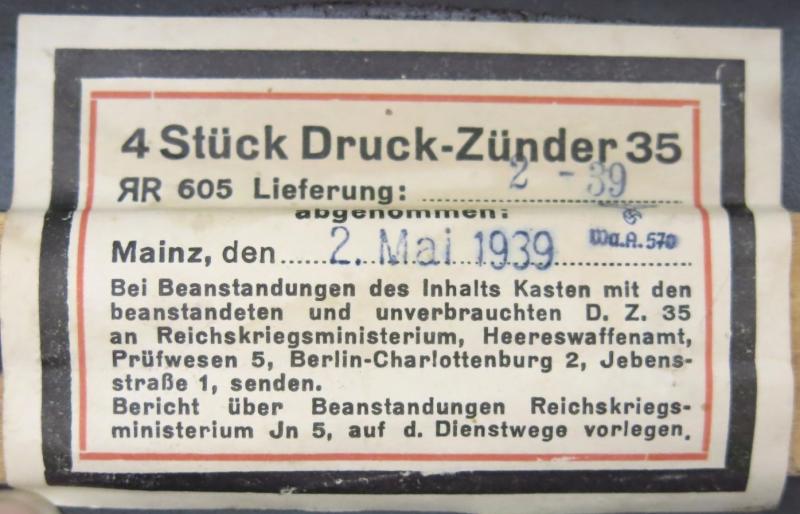 4 Stück Druck-Zünder 35
ЯR 605 Lieferung: 2 - 39
abgenommen:
Mainz, den 2. Mai 1939 Wa.A.570
Bei Beanstandungen des Inhalts Kasten mit den
beanstandeten und unverbrauchten D. Z. 35
an Reichskriegsministerium, Heereswaffenamt,
Prüfwesen 5, Berlin-Charlottenburg 2, Jebens-
straße 1, senden.
Bericht über Beanstandungen Reichskriegs-
ministerium Jn 5, auf d. Dienstwege vorlegen.